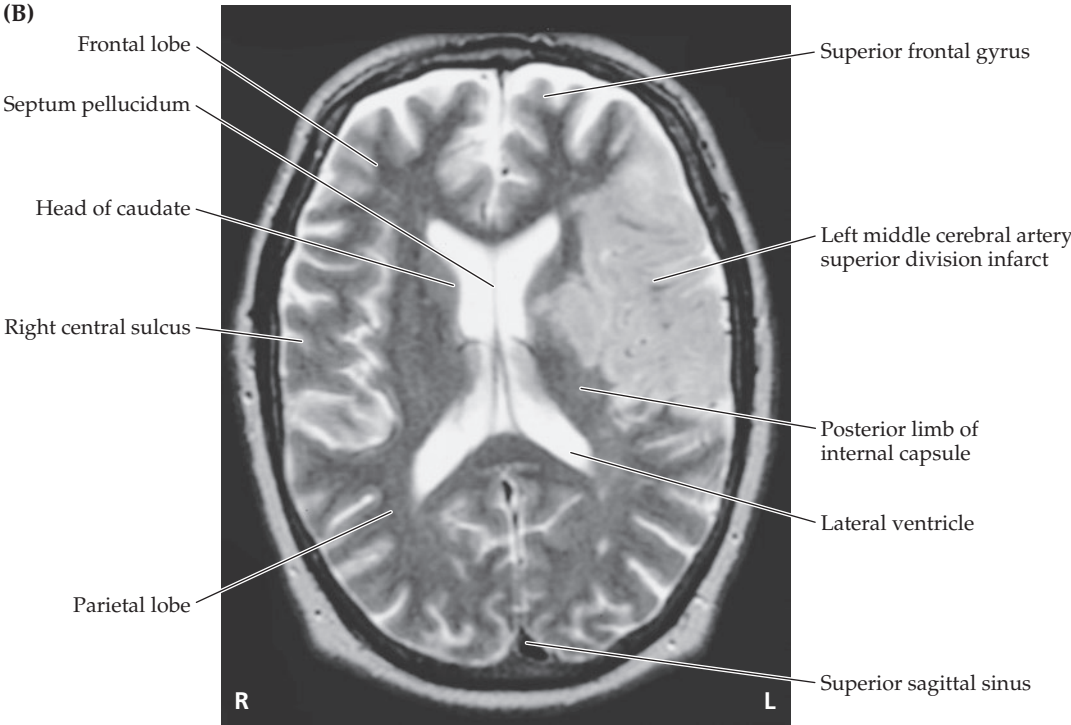 (B)
Frontal lobe
Septum pellucidum
Head of caudate
Right central sulcus
Parietal lobe
Superior frontal gyrus
Left middle cerebral artery
superior division infarct
Posterior limb of
internal capsule
Lateral ventricle
Superior sagittal sinus
R
L